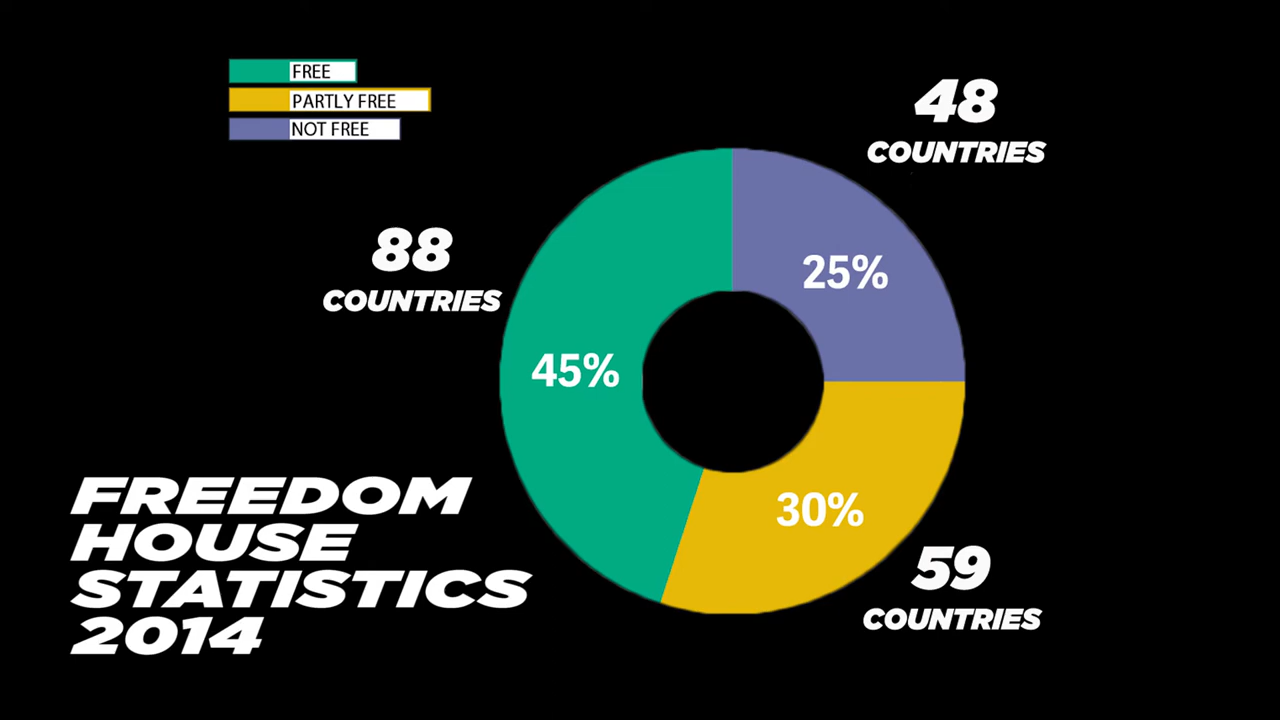 FREE
PARTLY FREE
NOT FREE
48
COUNTRIES
88
COUNTRIES
25%
45%
30%
59
COUNTRIES
FREEDOM
HOUSE
STATISTICS
2014